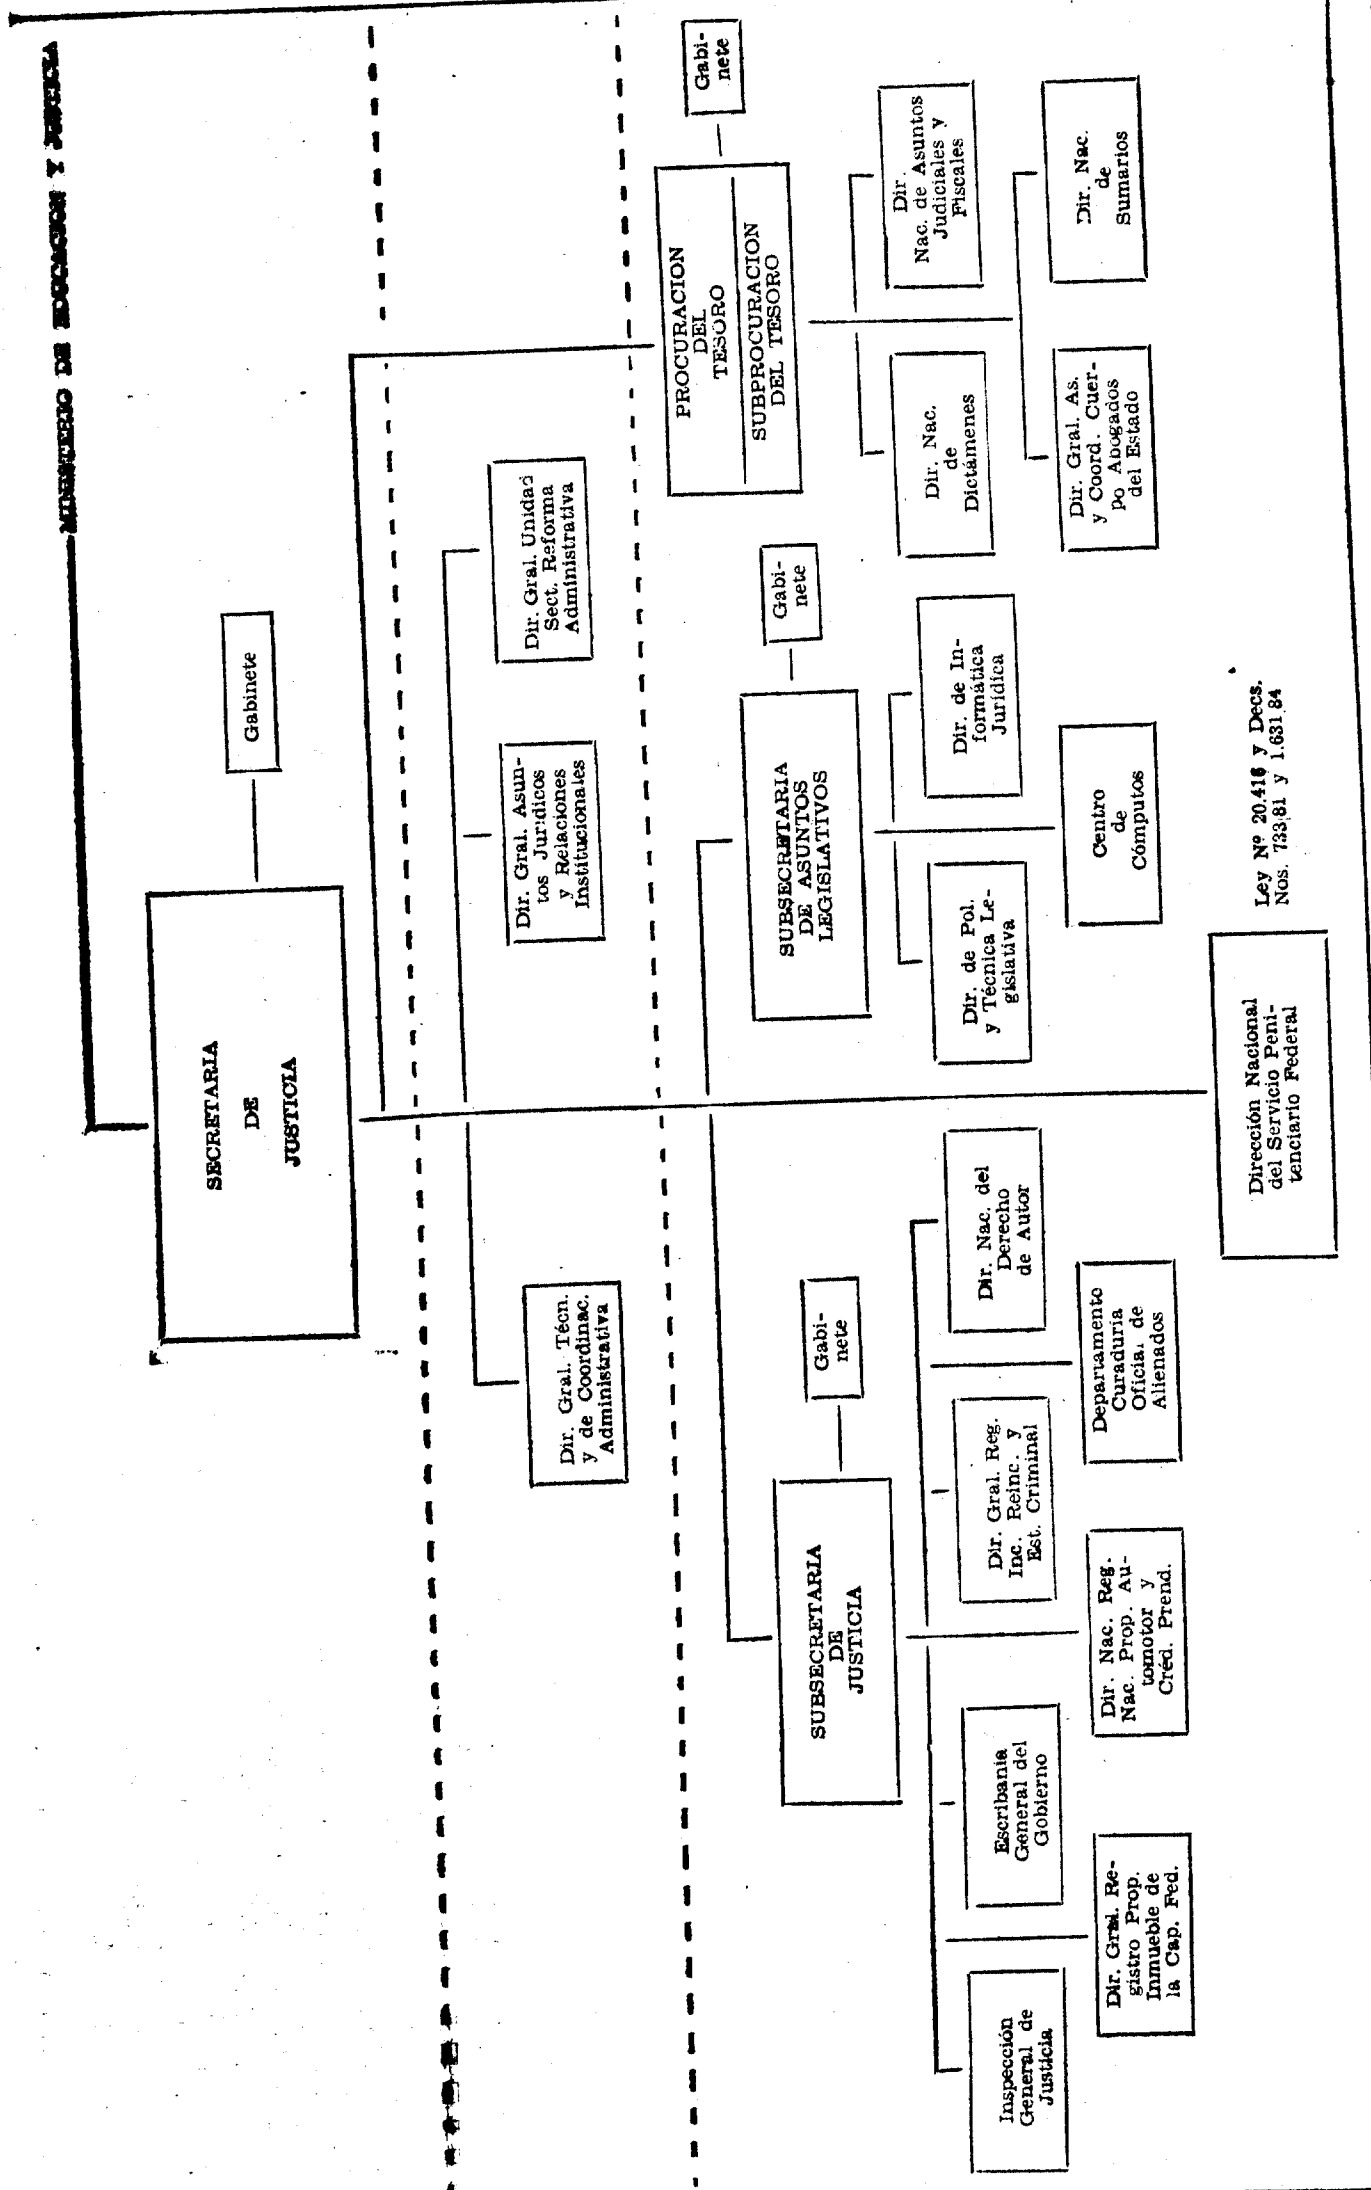 MINISTERIO DE EDUCACION Y JUSTICIA
SECRETARIA
DE
JUSTICIA
Gabinete
Dir. Gral. Técn.
y de Coordinac.
Administrativa
Dir. Gral. Asun-
tos Jurídicos
y Relaciones
Institucionales
Dir. Gral. Unidad
Sect. Reforma
Administrativa
SUBSECRETARIA
DE
JUSTICIA
Gabi-
nete
SUBSECRETARIA
DE ASUNTOS
LEGISLATIVOS
Gabi-
nete
PROCURACION
DEL
TESORO
SUBPROCURACION
DEL TESORO
Gabi-
nete
Inspección
General de
Justicia
Escribanía
General del
Gobierno
Dir. Gral. Reg.
Inc. Reinc. y
Est. Criminal
Dir. Nac. del
Derecho
de Autor
Dir. Gral. Re-
gistro Prop.
Inmueble de
la Cap. Fed.
Dir. Nac. Reg.
Nac. Prop. Au-
tomotor y
Créd. Prend.
Departamento
Curaduría
Oficial de
Alienados
Dir. de Pol.
y Técnica Le-
gislativa
Dir. de In-
formática
Jurídica
Centro
de
Cómputos
Dir. Nac.
de
Dictámenes
Dir.
Nac. de Asuntos
Judiciales y
Fiscales
Dir. Gral. As.
y Coord. Cuer-
po Abogados
del Estado
Dir. Nac.
de
Sumarios
Dirección Nacional
del Servicio Peni-
tenciario Federal
Ley Nº 20.416 y Decs.
Nos. 733/81 y 1.631/84